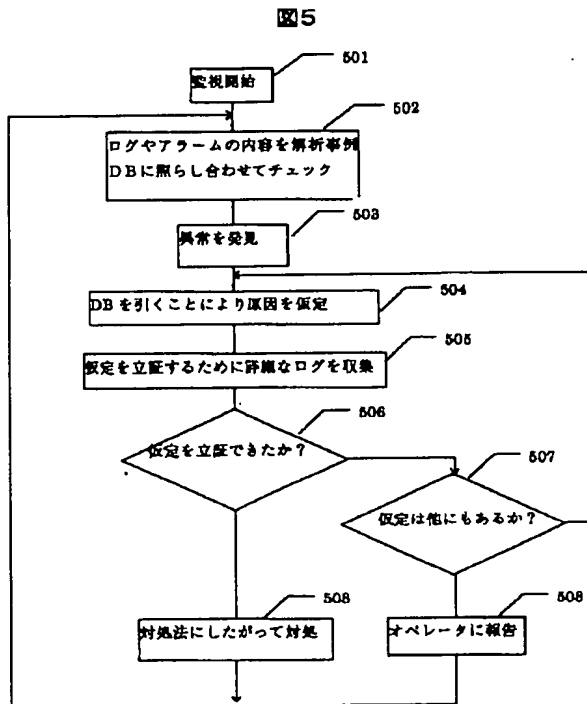 図5
501
監視開始
502
ログやアラームの内容を解析事例
DBに照らし合わせてチェック
503
異常を発見
504
DBを引くことにより原因を仮定
505
仮定を立証するために詳細なログを収集
506
仮定を立証できたか？
507
仮定は他にもあるか？
508
対処法にしたがって対処
508
オペレータに報告